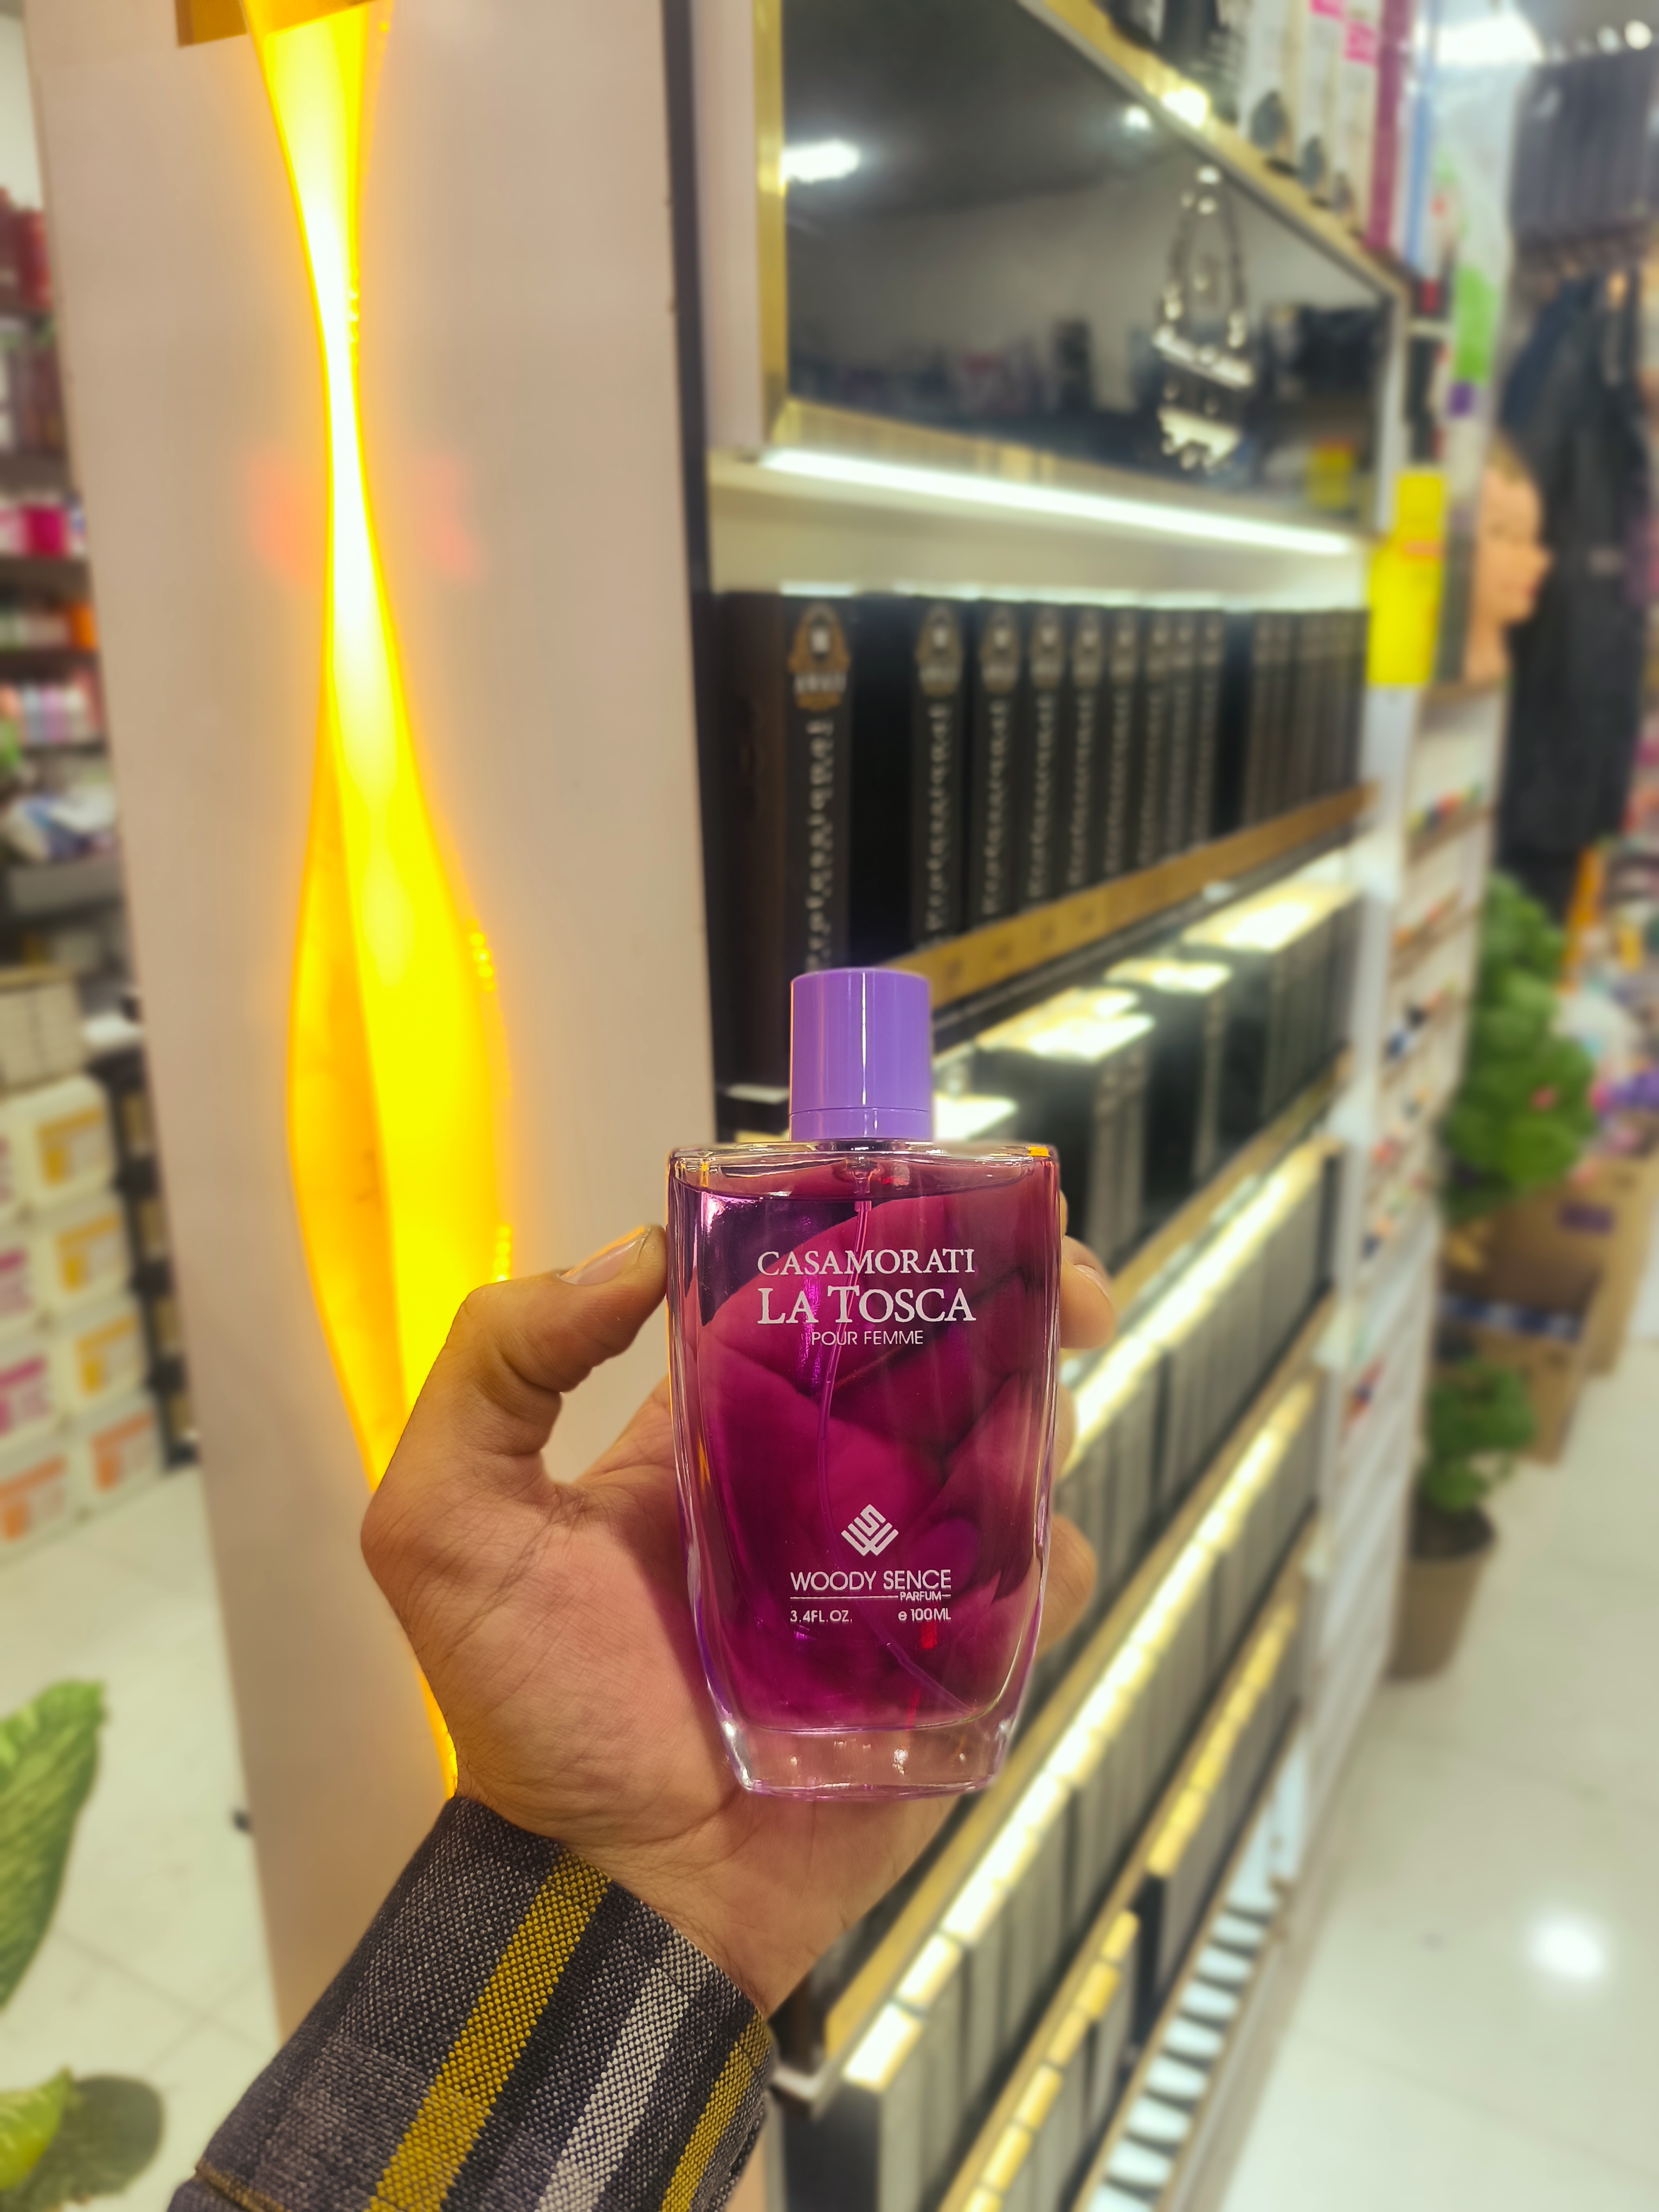 CASAMORATI
LA TOSCA
POUR FEMME
WOODY SENCE
PARFUM
3.4FL.OZ. e 100ML